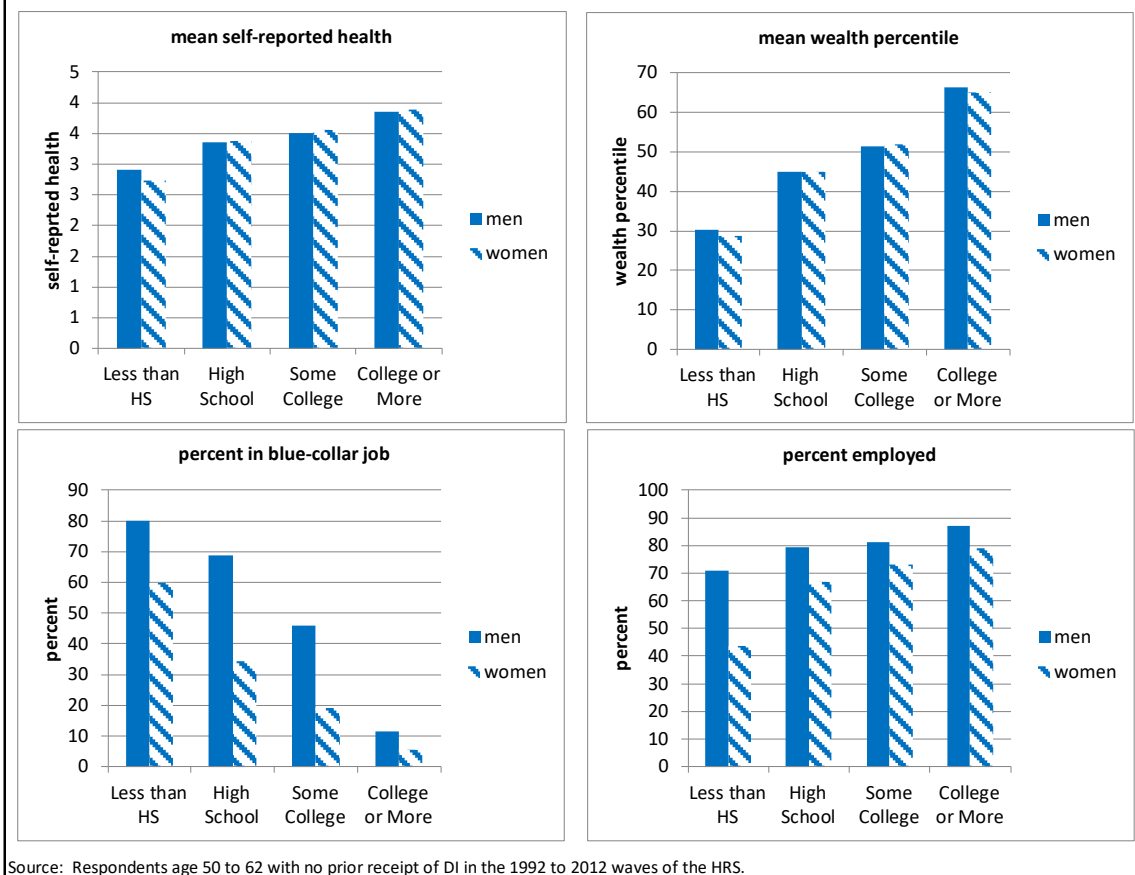 mean self-reported health
5
4
4
3
3
2
2
1
1
0
self-reprted health
Less than HS
High School
Some College
College or More
men
women
mean wealth percentile
70
60
50
40
30
20
10
0
wealth percentile
Less than HS
High School
Some College
College or More
men
women
percent in blue-collar job
90
80
70
60
50
40
30
20
10
0
percent
Less than HS
High School
Some College
College or More
men
women
percent employed
100
90
80
70
60
50
40
30
20
10
0
percent
Less than HS
High School
Some College
College or More
men
women
Source: Respondents age 50 to 62 with no prior receipt of DI in the 1992 to 2012 waves of the HRS.